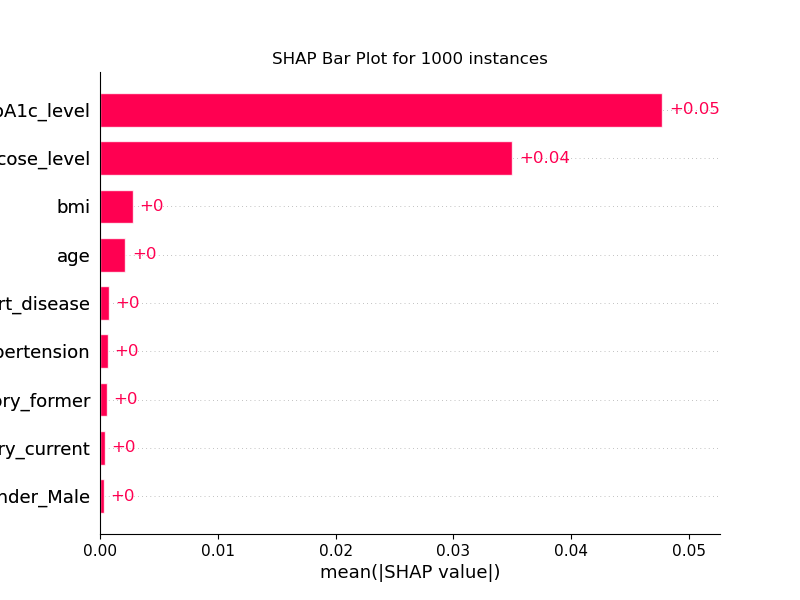 SHAP Bar Plot for 1000 instances
bA1c_level +0.05
cose_level +0.04
bmi +0
age +0
rt_disease +0
pertension +0
ory_former +0
ry_current +0
nder_Male +0
0.00 0.01 0.02 0.03 0.04 0.05
mean(|SHAP value|)